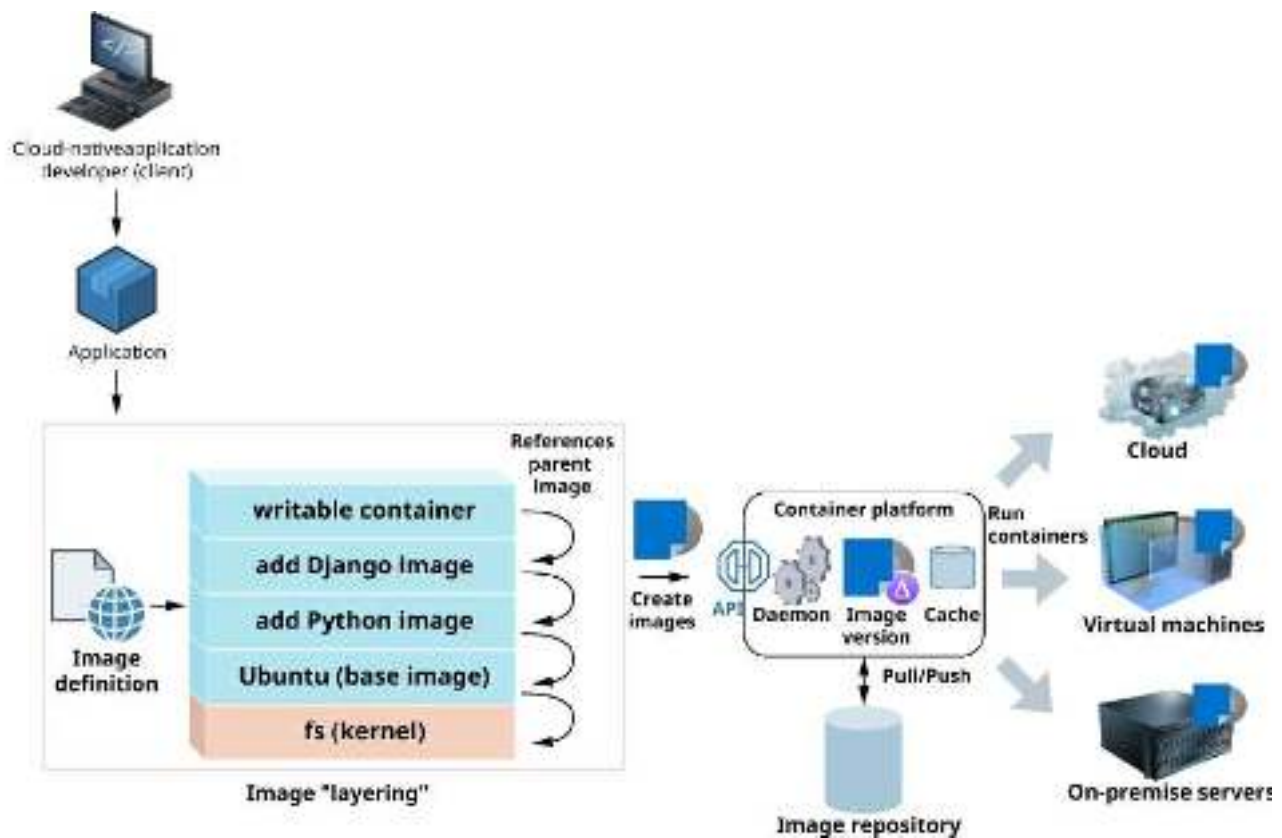 Cloud-nativeapplication
developer (client)
Application
References
parent
image
writable container
add Django image
add Python image
Ubuntu (base image)
fs (kernel)
Image
definition
Image "layering"
Create
images
API
Container platform
Daemon
Image
version
Cache
Pull/Push
Image repository
Run
containers
Cloud
Virtual machines
On-premise servers